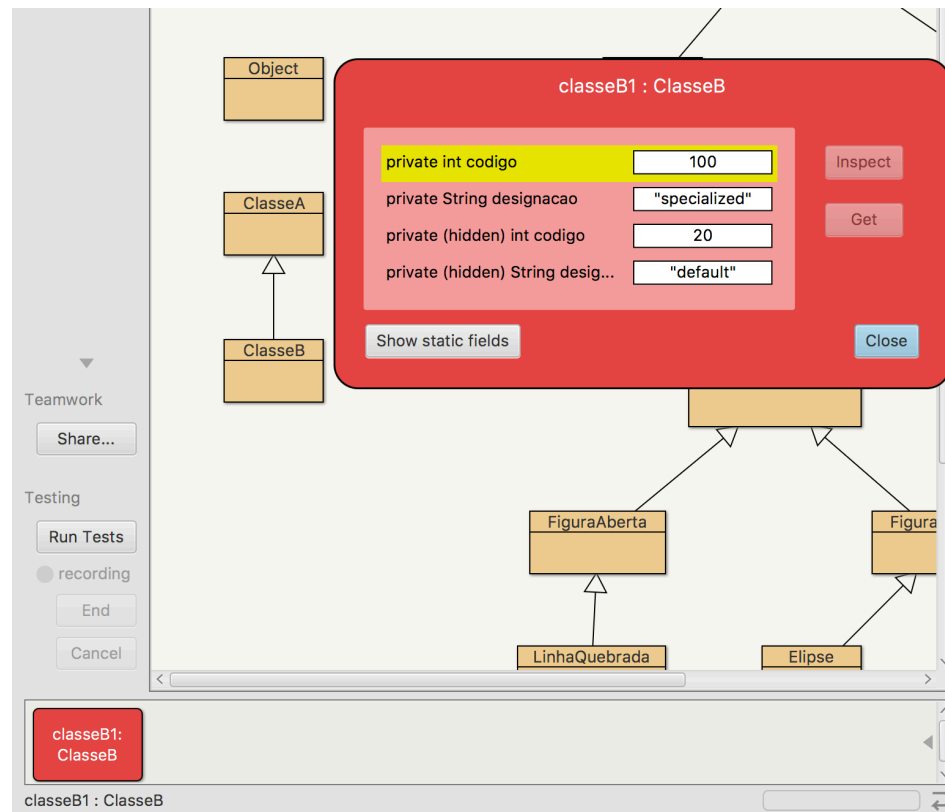 Object
classeB1 : ClasseB
private int codigo
100
Inspect
private String designacao
"specialized"
Get
private (hidden) int codigo
20
private (hidden) String desig...
"default"
Show static fields
Close
ClasseA
ClasseB
Teamwork
Share...
Testing
Run Tests
recording
End
Cancel
FiguraAberta
Figura
LinhaQuebrada
Elipse
classeB1:
ClasseB
classeB1 : ClasseB